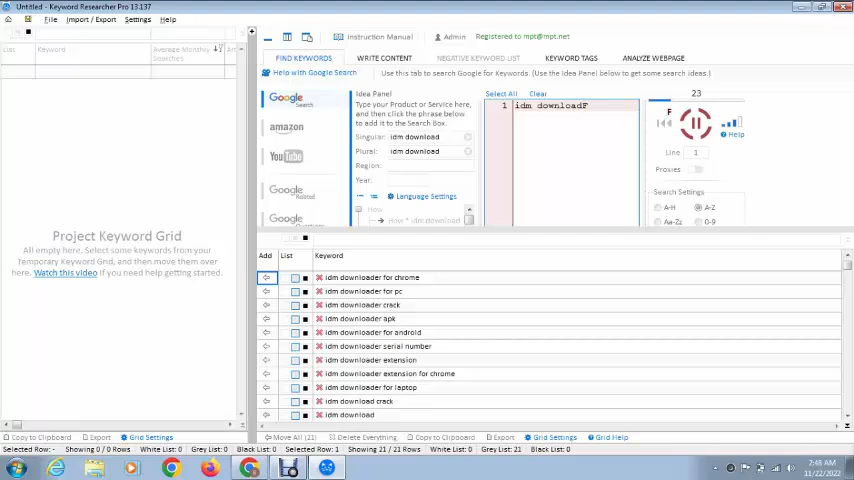 Untitled - Keyword Researcher Pro 13.137
File Import / Export Settings Help
List Keyword Average Monthly Searches
Instruction Manual Admin Registered to mpt@mpt.net
FIND KEYWORDS WRITE CONTENT NEGATIVE KEYWORD LIST KEYWORD TAGS ANALYZE WEBPAGE
Help with Google Search Use this tab to search Google for Keywords. (Use the Idea Panel to get some search ideas.)
Google Search
amazon
YouTube
Google Related
Google
Idea Panel
Type your Product or Service here,
and then click the phrase below
to add it to the Search Box.
Singular: idm download
Plural: idm download
Region:
Year:
Language Settings
How
How * idm download
Select All Clear
1 idm downloadF
23
F
Help
Line 1
Proxies
Search Settings
A-H A-Z
Aa-Zz 0-9
Project Keyword Grid
All empty here. Select some keywords from your
Temporary Keyword Grid, and then move them over
here. Watch this video if you need help getting started.
Add List Keyword
idm downloader for chrome
idm downloader for pc
idm downloader crack
idm downloader apk
idm downloader for android
idm downloader serial number
idm downloader extension
idm downloader extension for chrome
idm downloader for laptop
idm download crack
idm download
Copy to Clipboard Export Grid Settings
Move All (21) Delete Everything Copy to Clipboard Export Grid Settings Grid Help
Selected Row: - Showing 0 / 0 Rows White List: 0 Grey List: 0 Black List: 0
Selected Row: 1 Showing 21 / 21 Rows White List: 0 Grey List: 21 Black List: 0
2:48 AM
11/22/2022